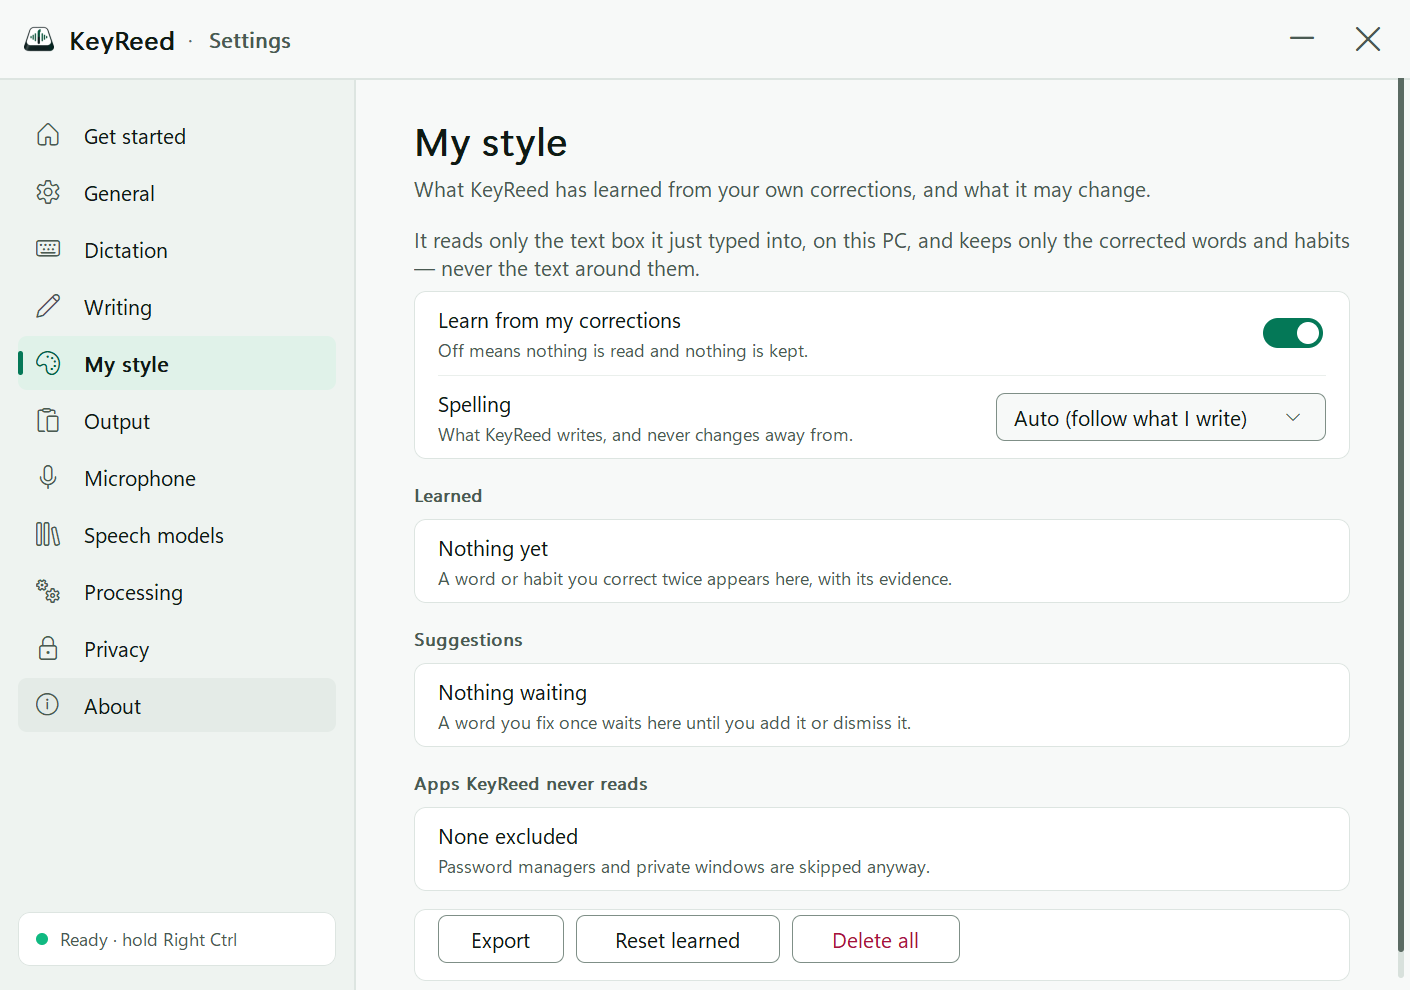 KeyReed · Settings
Get started
General
Dictation
Writing
My style
Output
Microphone
Speech models
Processing
Privacy
About
Ready · hold Right Ctrl
My style
What KeyReed has learned from your own corrections, and what it may change.
It reads only the text box it just typed into, on this PC, and keeps only the corrected words and habits
— never the text around them.
Learn from my corrections
Off means nothing is read and nothing is kept.
Spelling
What KeyReed writes, and never changes away from.
Auto (follow what I write)
Learned
Nothing yet
A word or habit you correct twice appears here, with its evidence.
Suggestions
Nothing waiting
A word you fix once waits here until you add it or dismiss it.
Apps KeyReed never reads
None excluded
Password managers and private windows are skipped anyway.
Export
Reset learned
Delete all